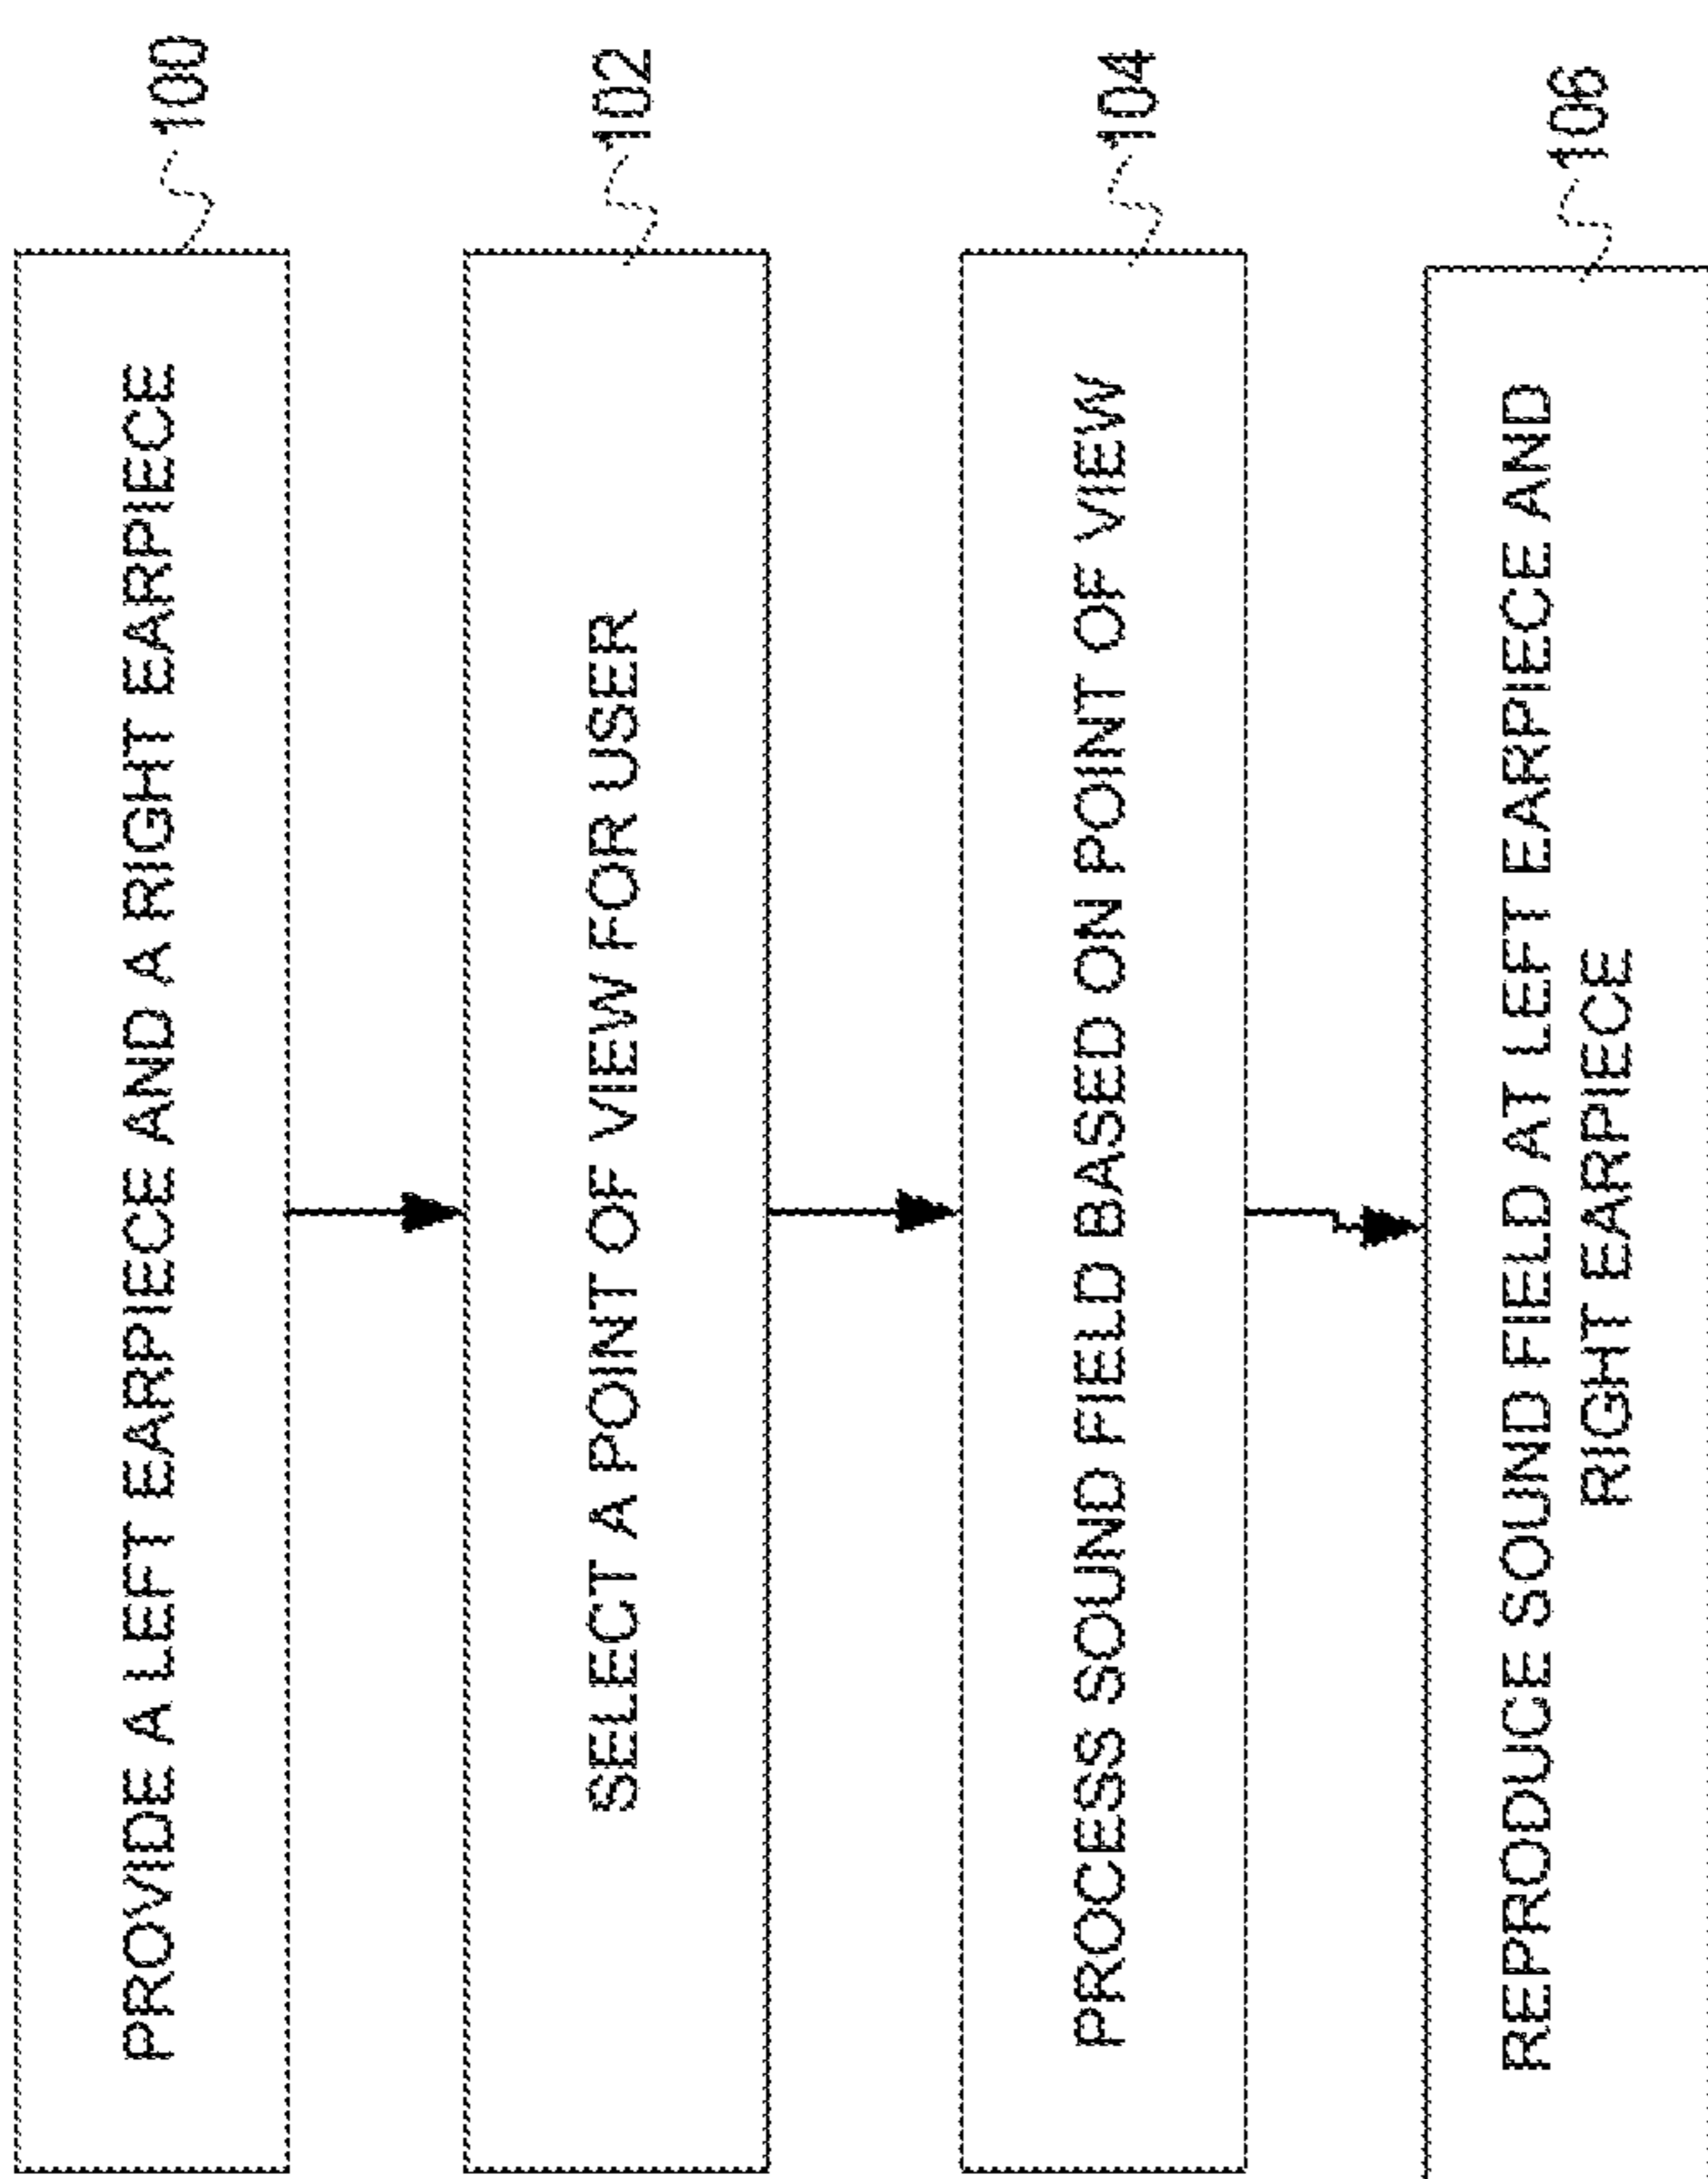 PROVIDE A LEFT EARPIECE AND A RIGHT EARPIECE
100
SELECT A POINT OF VIEW FOR USER
102
PROCESS SOUND FIELD BASED ON POINT OF VIEW
104
REPRODUCE SOUND FIELD AT LEFT EARPIECE AND
RIGHT EARPIECE
106